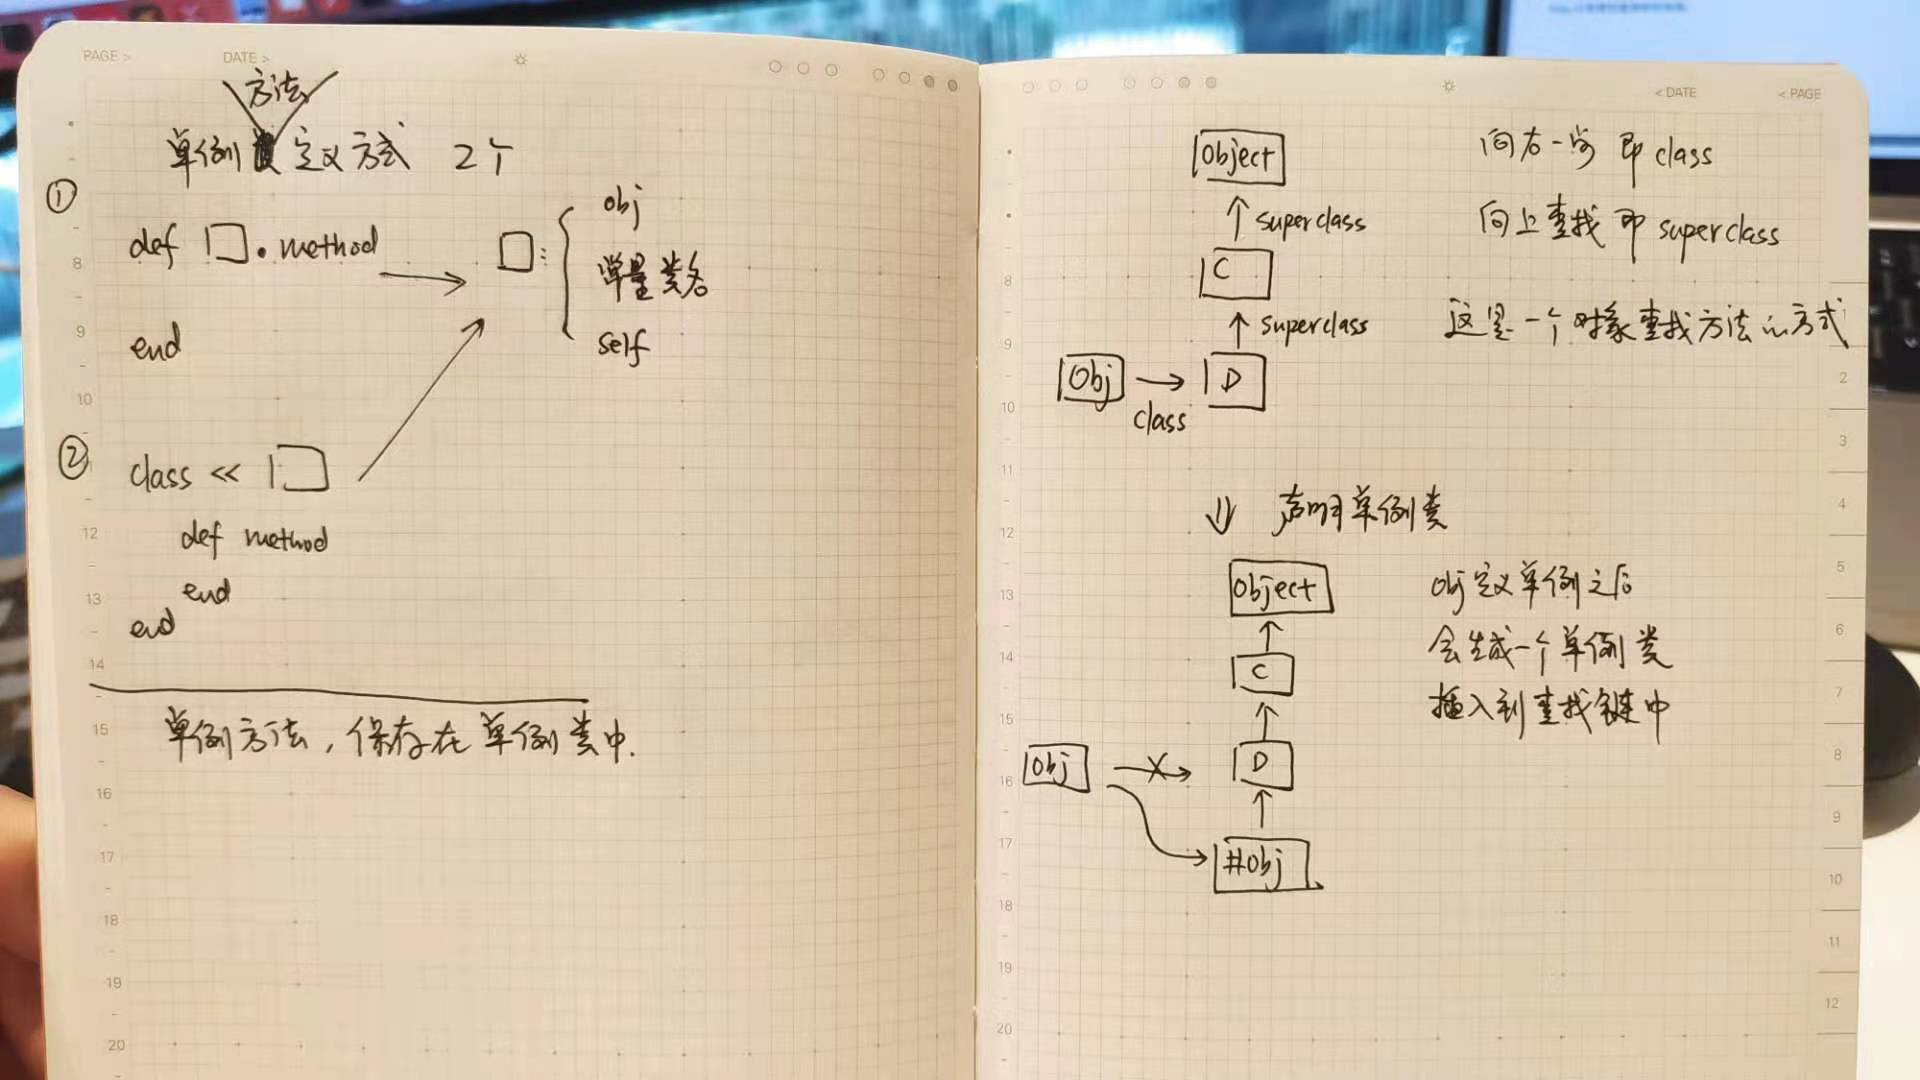 PAGE >
DATE >
方法
单例定义方式 2个
①
def □.method
end
□:
obj
类名
self
②
class << □
def method
end
end
单例方法，保存在单例类中.
< DATE
< PAGE
Object
superclass
C
superclass
Obj
class
D
向右一步 即 class
向上查找 即 superclass
这是一个对象查找方法的方式
⇓ 声明单例类
Object
C
D
Obj
X
#Obj
Obj定义单例之后
会生成一个单例类
插入到查找键中
8
9
10
11
12
13
14
15
16
17
18
19
20
7
8
9
10
11
12
13
14
15
16
17
18
19
20
2
3
4
5
6
7
8
9
10
11
12